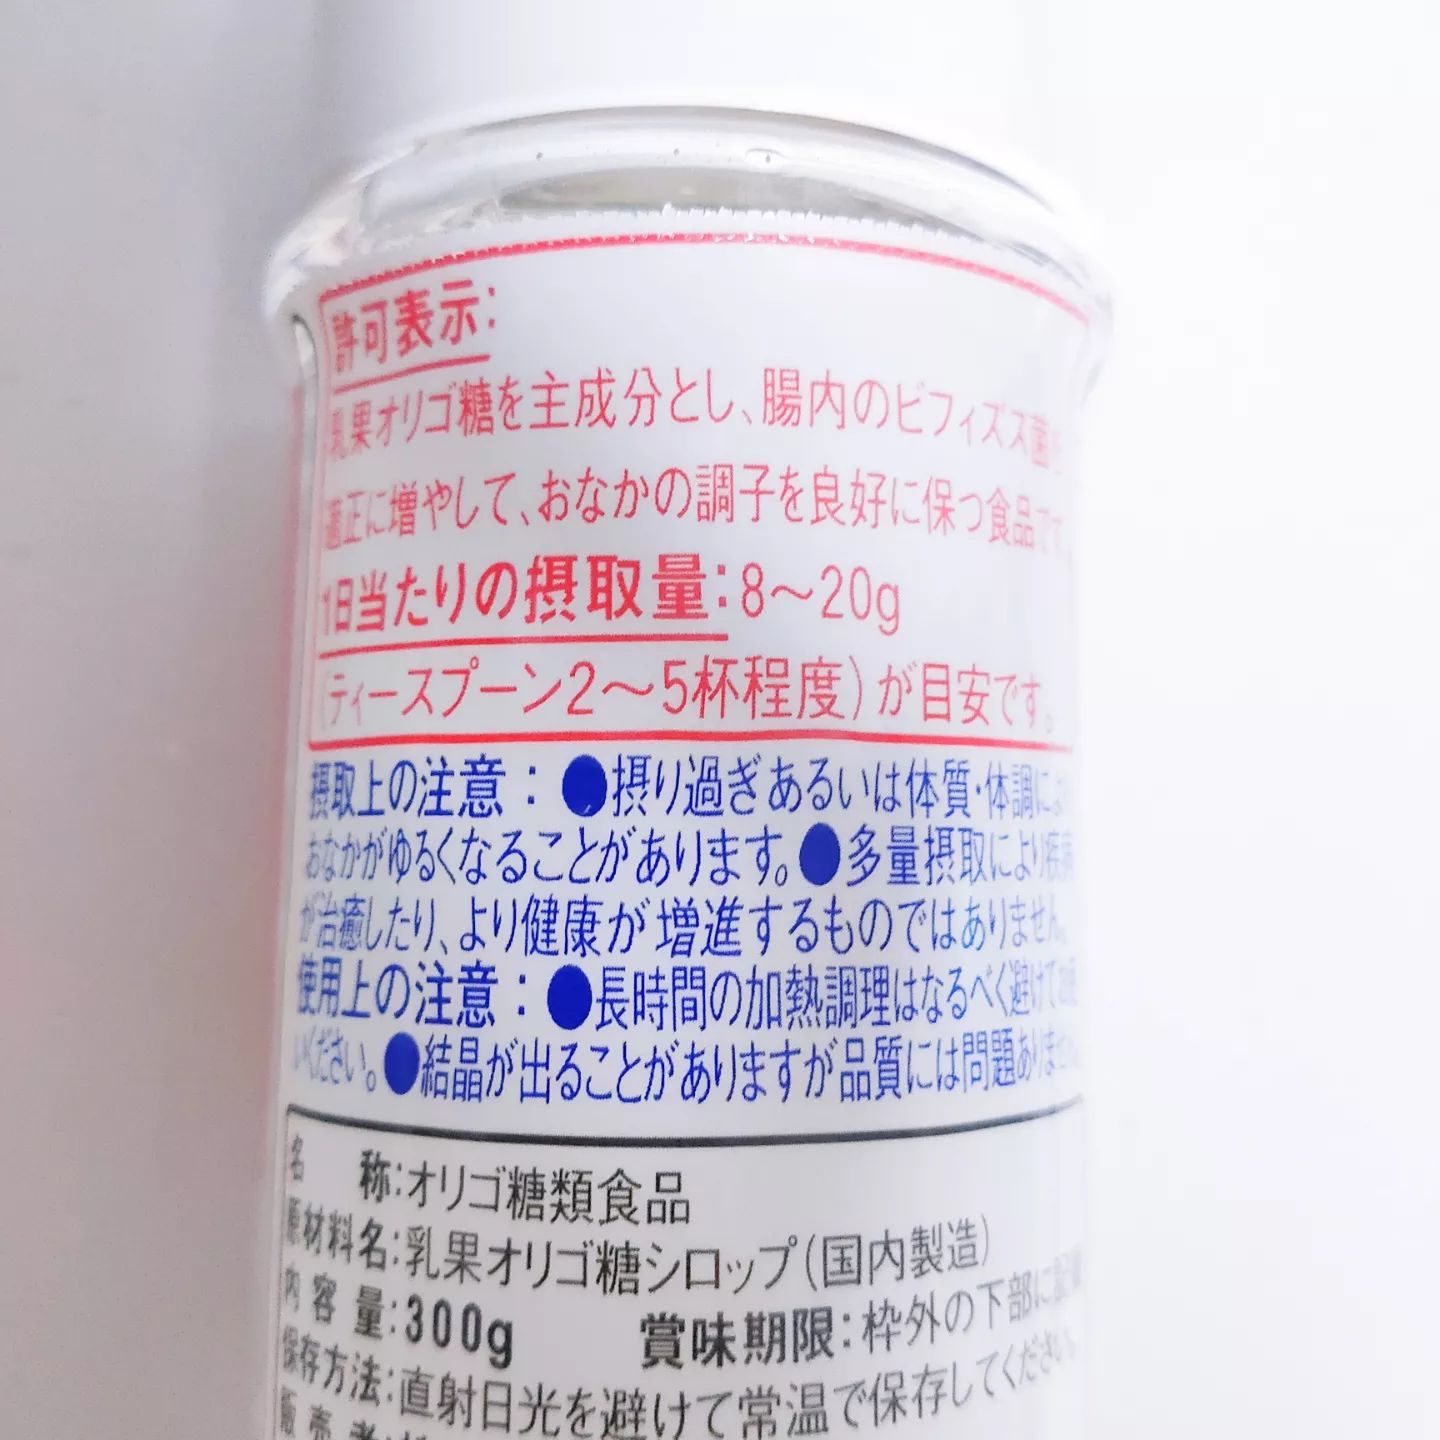 許可表示:
乳果オリゴ糖を主成分とし、腸内のビフィズス菌を
適正に増やして、おなかの調子を良好に保つ食品です。
1日当たりの摂取量:8～20g
(ティースプーン2～5杯程度)が目安です。
摂取上の注意:●摂り過ぎあるいは体質・体調により
おなかがゆるくなることがあります。●多量摂取により疾病
が治癒したり、より健康が増進するものではありません。
使用上の注意:●長時間の加熱調理はなるべく避けて
ください。●結晶が出ることがありますが品質には問題ありません
名 称:オリゴ糖類食品
原材料名:乳果オリゴ糖シロップ(国内製造)
内容量:300g 賞味期限:枠外の下部に
保存方法:直射日光を避けて常温で保存してください。
販売者: